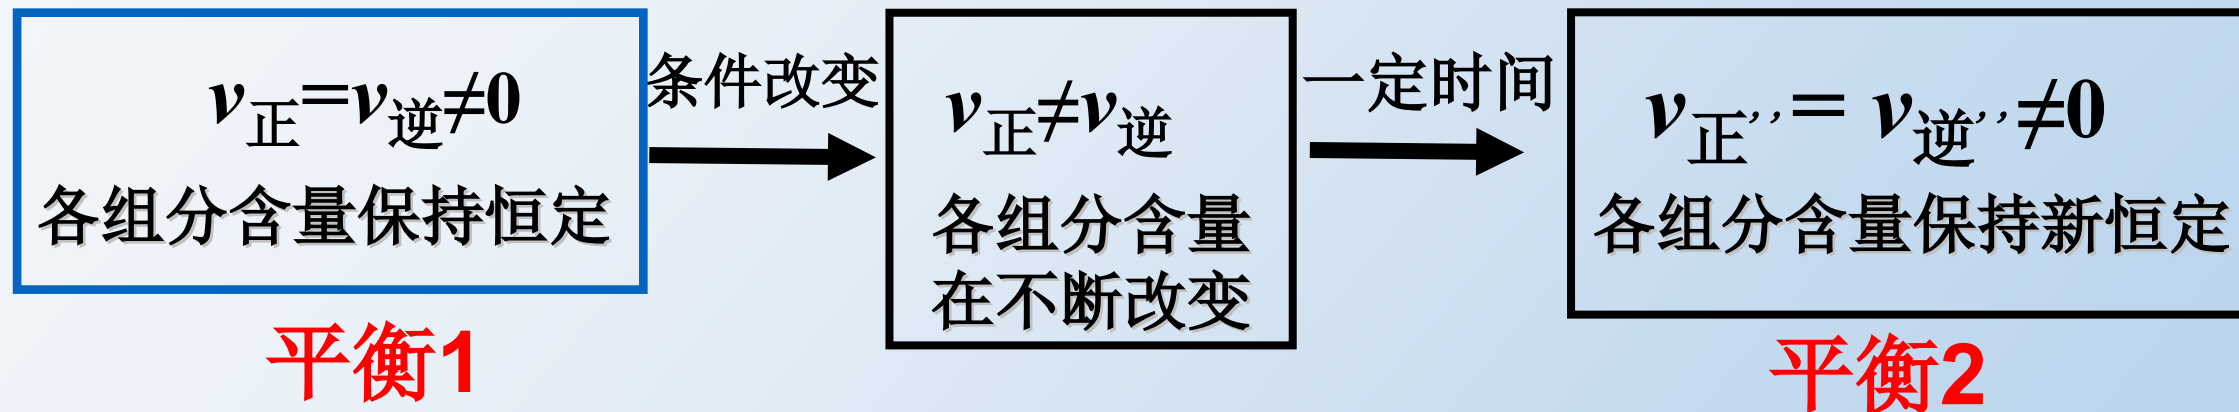 v正=v逆≠0
各组分含量保持恒定
平衡1
条件改变
v正≠v逆
各组分含量
在不断改变
一定时间
v正′′= v逆′′≠0
各组分含量保持新恒定
平衡2